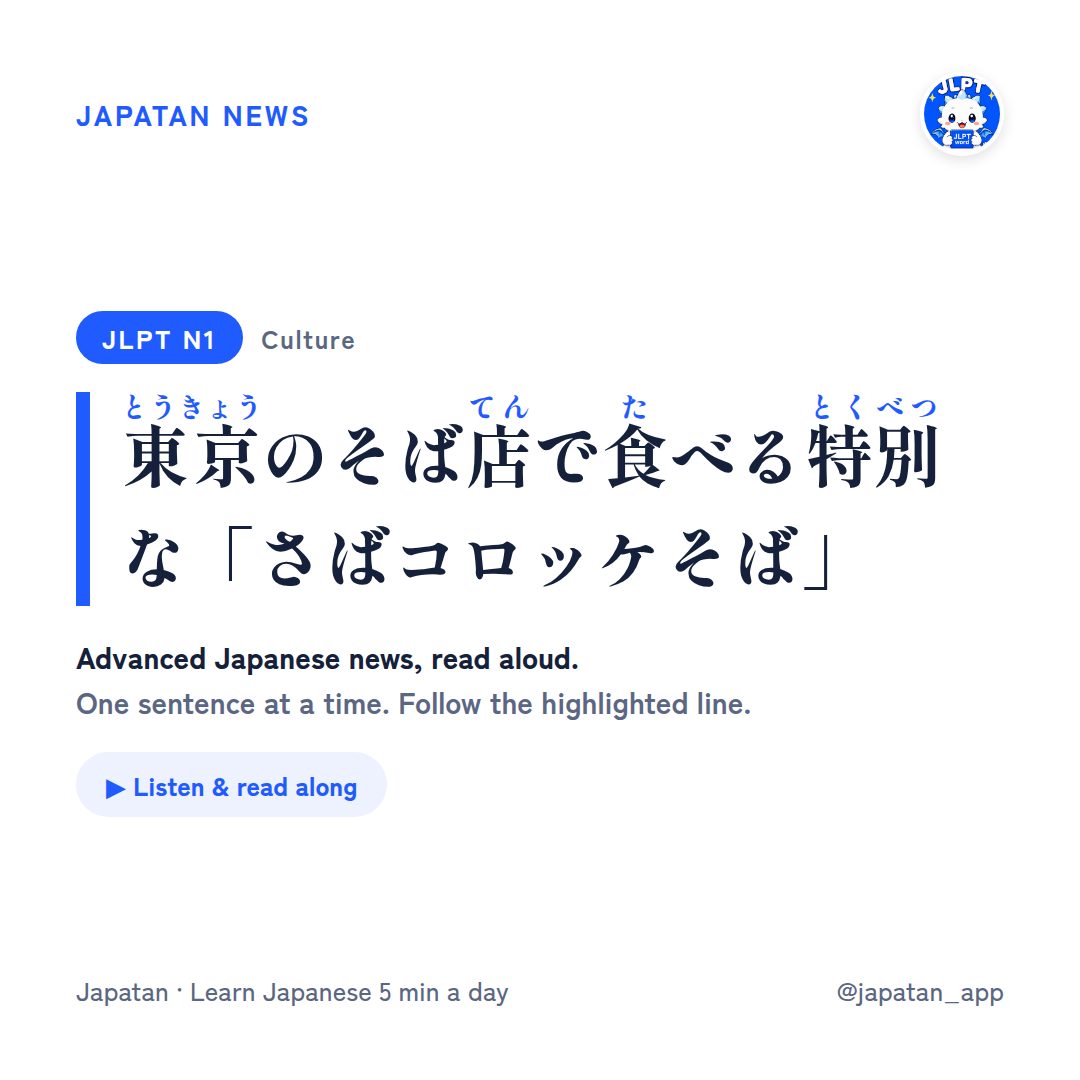 JAPATAN NEWS
JLPT
JLPT
word
JLPT N1 Culture
とうきょう てん た とくべつ
東京のそば店で食べる特別
な「さばコロッケそば」
Advanced Japanese news, read aloud.
One sentence at a time. Follow the highlighted line.
▶ Listen & read along
Japatan · Learn Japanese 5 min a day
@japatan_app